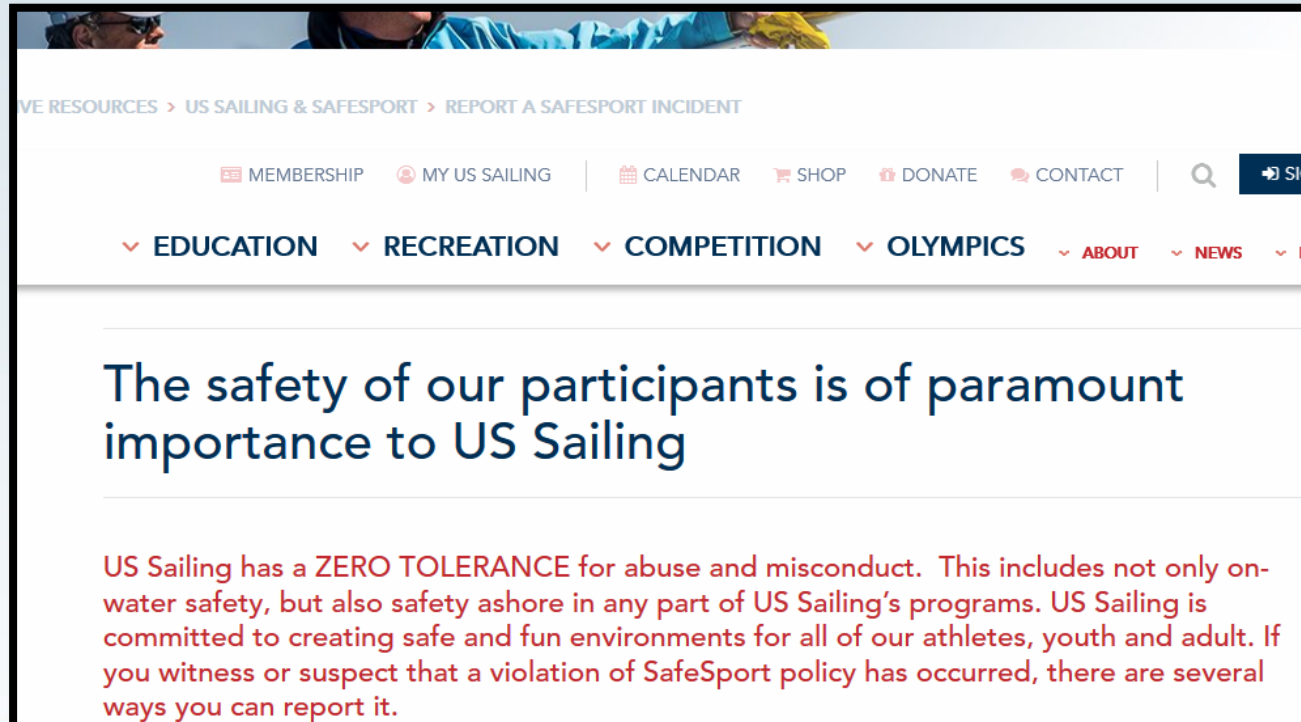 VE RESOURCES > US SAILING & SAFESPORT > REPORT A SAFESPORT INCIDENT
MEMBERSHIP MY US SAILING CALENDAR SHOP DONATE CONTACT
EDUCATION RECREATION COMPETITION OLYMPICS ABOUT NEWS
The safety of our participants is of paramount
importance to US Sailing
US Sailing has a ZERO TOLERANCE for abuse and misconduct.  This includes not only on-
water safety, but also safety ashore in any part of US Sailing’s programs. US Sailing is
committed to creating safe and fun environments for all of our athletes, youth and adult. If
you witness or suspect that a violation of SafeSport policy has occurred, there are several
ways you can report it.